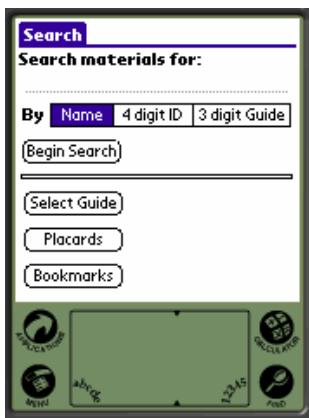 Search
Search materials for:
By Name 4 digit ID 3 digit Guide
Begin Search
Select Guide
Placards
Bookmarks
APPLICATIONS
CALCULATOR
MENU
abcde
12345
FIND